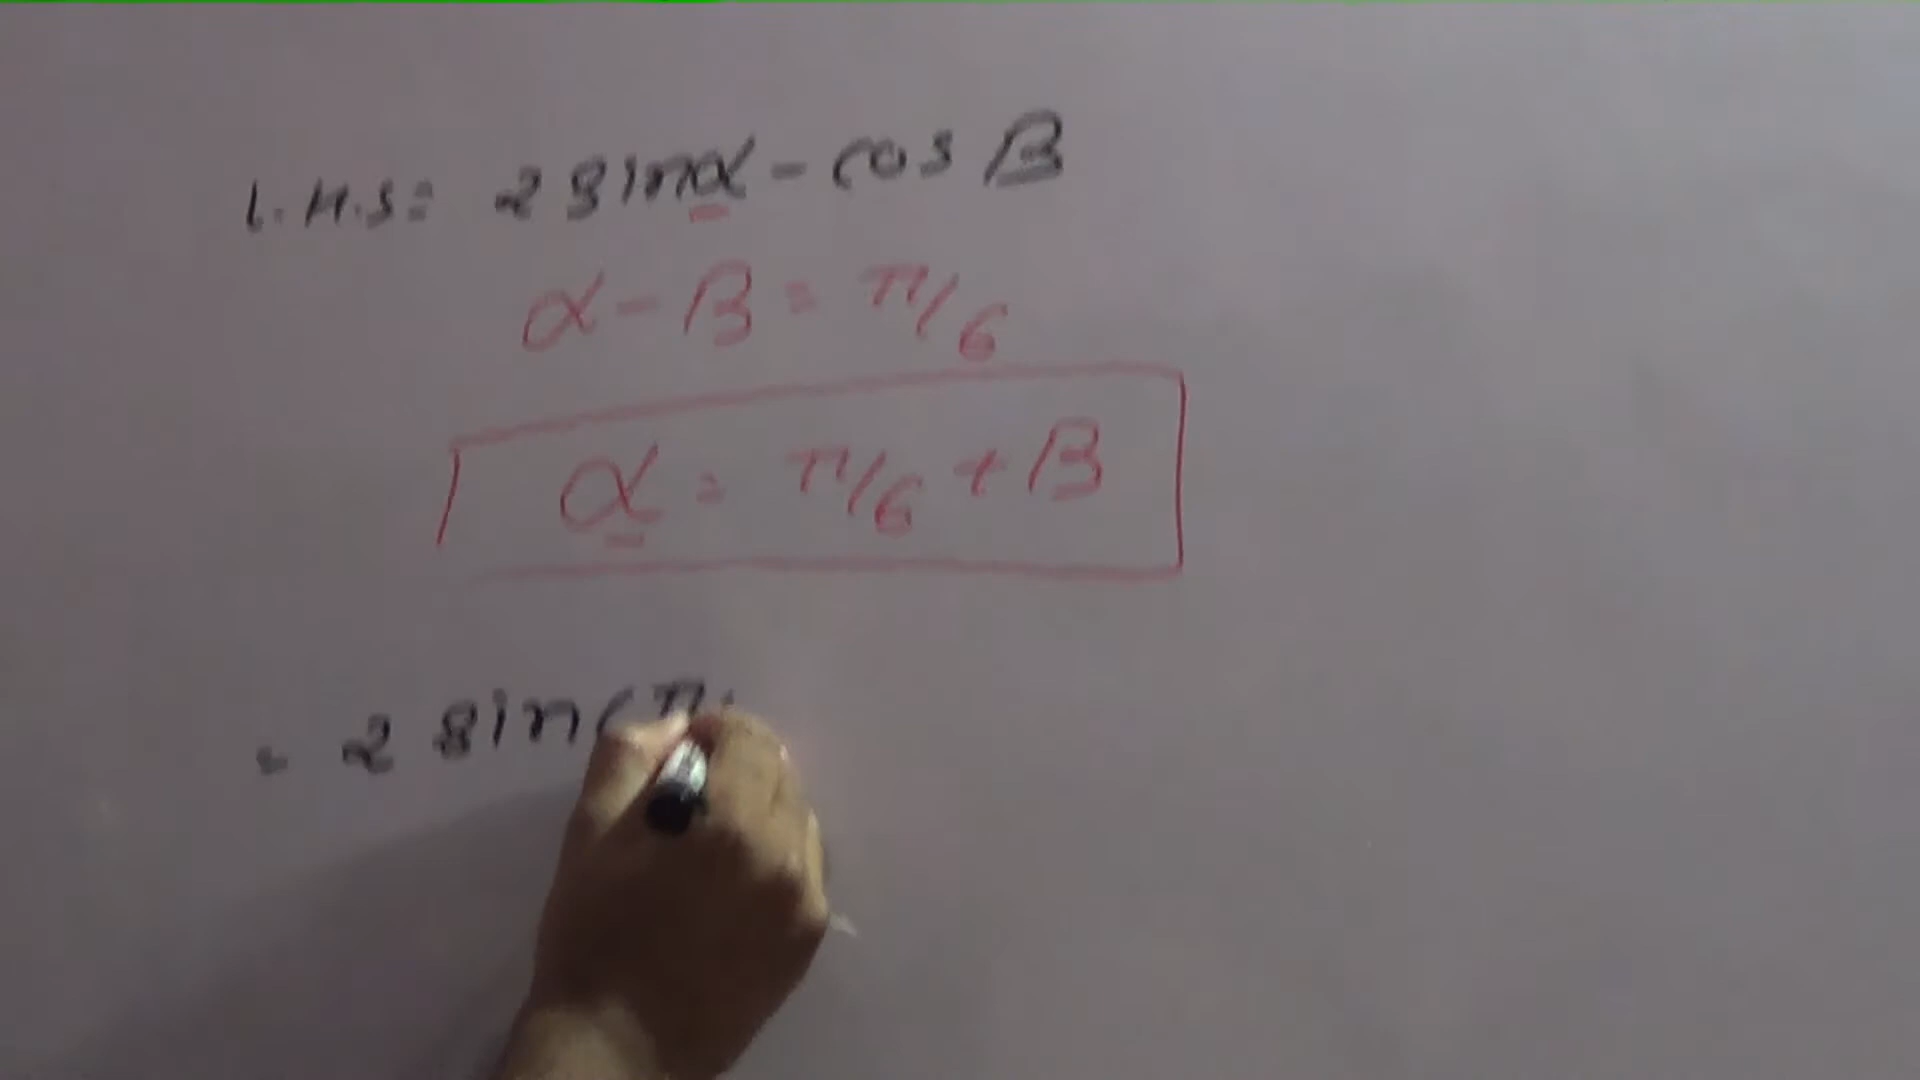 L.H.S = 2 sinα - cos β
α - β = π/6
α = π/6 + β
= 2 sin(π